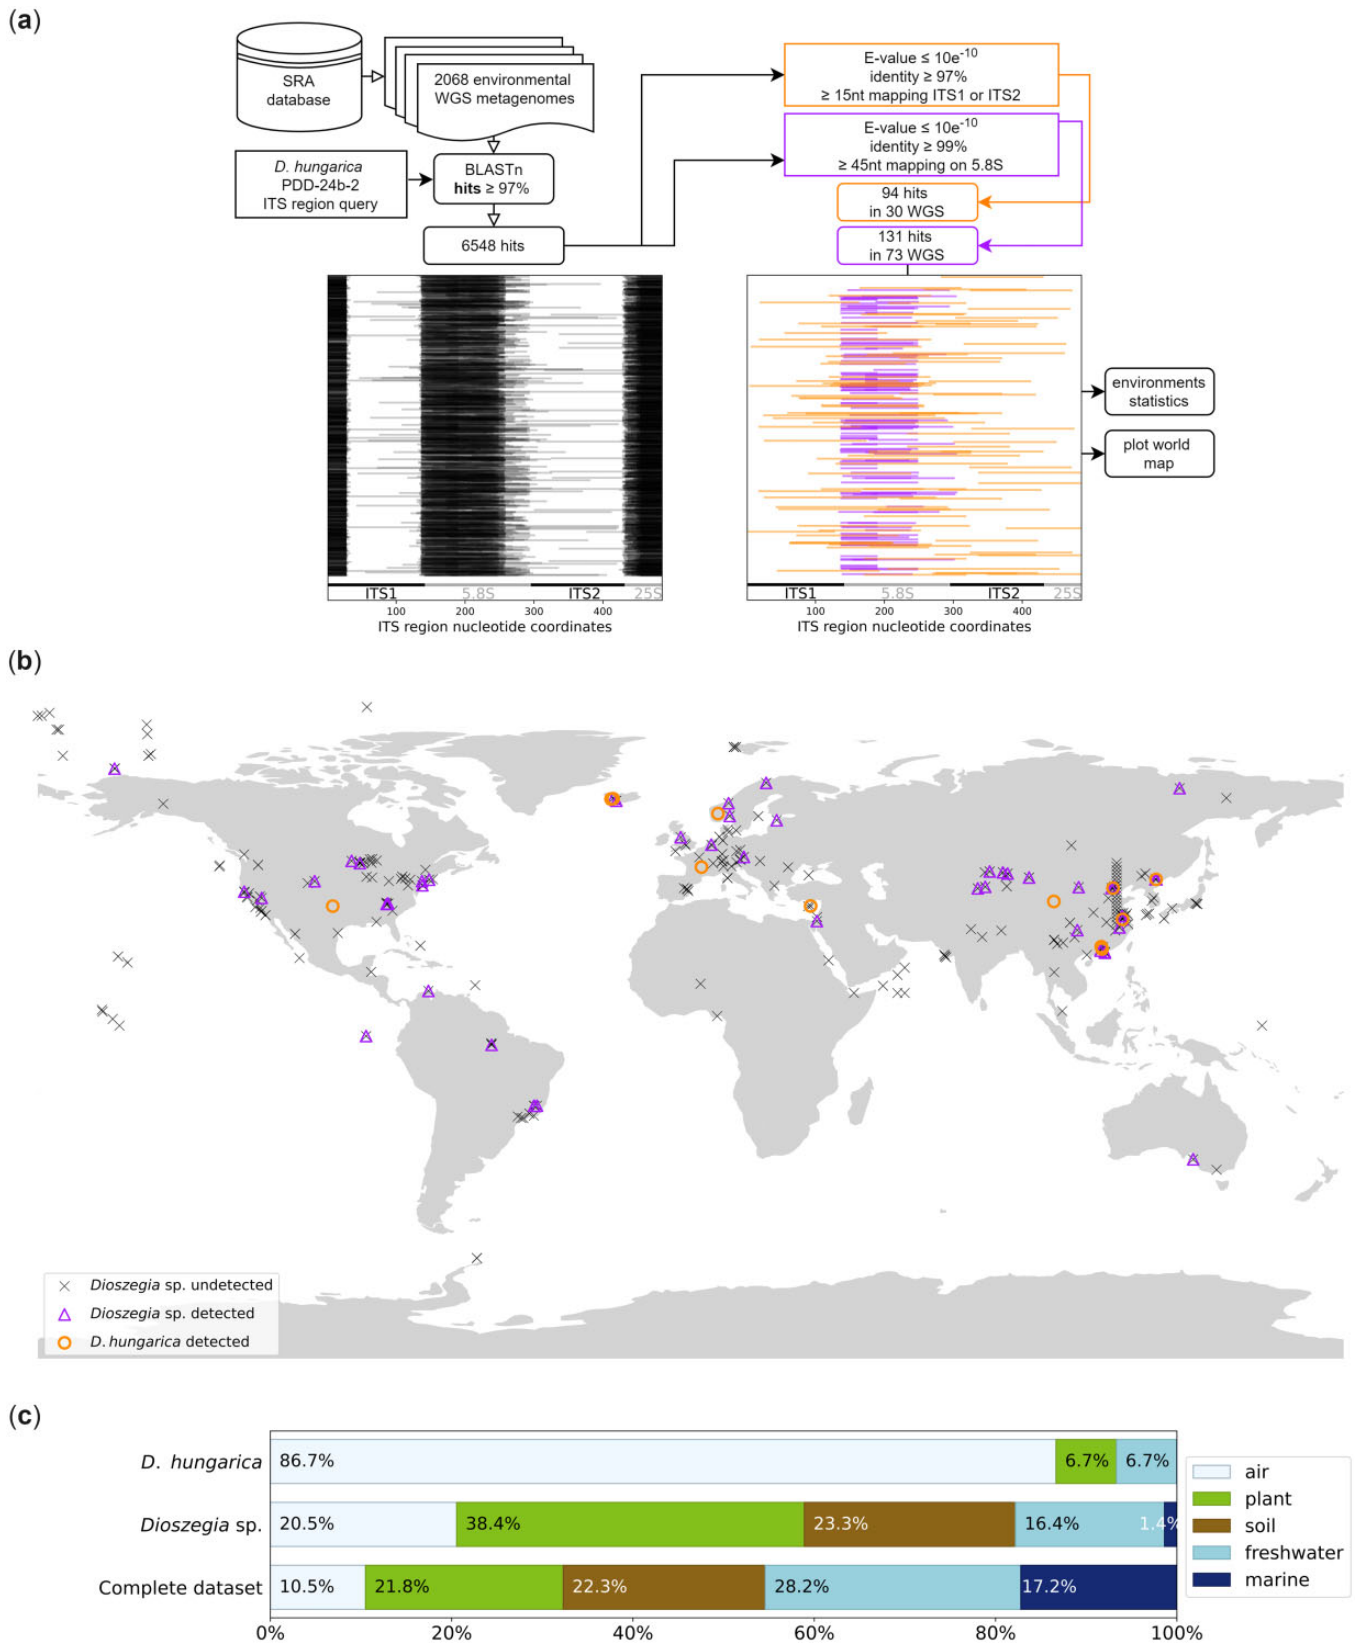 (a)
SRA
database
2068 environmental
WGS metagenomes
D. hungarica
PDD-24b-2
ITS region query
BLASTn
hits ≥ 97%
6548 hits
E-value ≤ 10e-10
identity ≥ 97%
≥ 15nt mapping ITS1 or ITS2
E-value ≤ 10e-10
identity ≥ 99%
≥ 45nt mapping on 5.8S
94 hits
in 30 WGS
131 hits
in 73 WGS
ITS1 5.8S ITS2 25S
100 200 300 400
ITS region nucleotide coordinates
ITS1 5.8S ITS2 25S
100 200 300 400
ITS region nucleotide coordinates
environments
statistics
plot world
map
(b)
Dioszegia sp. undetected
Dioszegia sp. detected
D. hungarica detected
(c)
D. hungarica 86.7% 6.7% 6.7%
Dioszegia sp. 20.5% 38.4% 23.3% 16.4% 1.4%
Complete dataset 10.5% 21.8% 22.3% 28.2% 17.2%
0% 20% 40% 60% 80% 100%
air
plant
soil
freshwater
marine